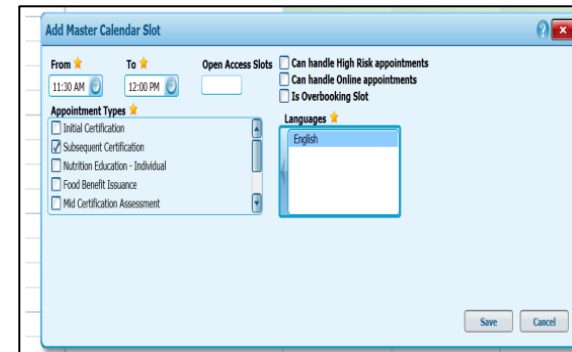 Add Master Calendar Slot
?
From To Open Access Slots Can handle High Risk appointments
Can handle Online appointments
11:30 AM 12:00 PM Is Overbooking Slot
Appointment Types Languages
Initial Certification
English
Subsequent Certification
Nutrition Education - Individual
Food Benefit Issuance
Mid Certification Assessment
Save Cancel